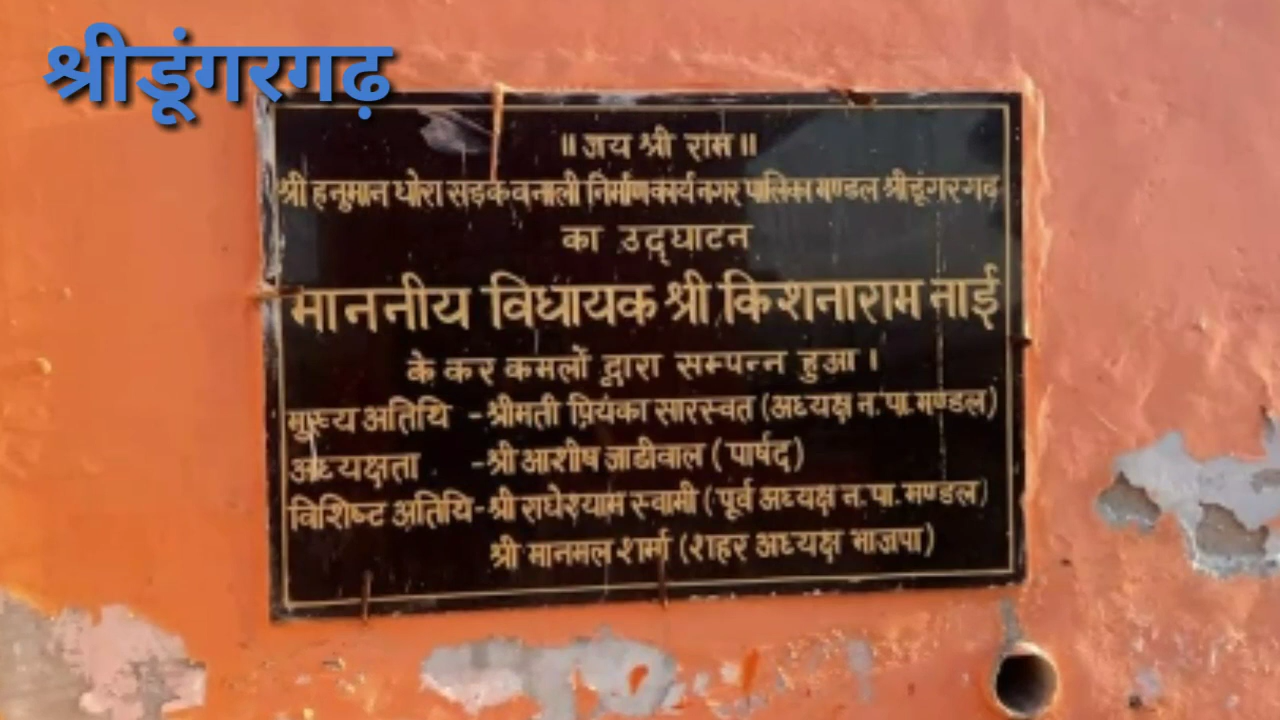 श्रीडूंगरगढ़
॥ जय श्री राम ॥
श्री हनुमान धोरा सड़क व नाली निर्माण कार्य नगर पालिका मण्डल श्रीडूंगरगढ
का उद्घाटन
माननीय विधायक श्री किशनाराम नाई
के कर कमलों द्वारा सम्पन्न हुआ ।
मुख्य अतिथि - श्रीमती प्रियंका सारस्वत (अध्यक्ष न.पा.मण्डल)
अध्यक्षता - श्री आशीष जाडीवाल (पार्षद)
विशिष्ट अतिथि - श्री राधेश्याम स्वामी (पूर्व अध्यक्ष न.पा.मण्डल)
श्री मानमल शर्मा (शहर अध्यक्ष भाजपा)